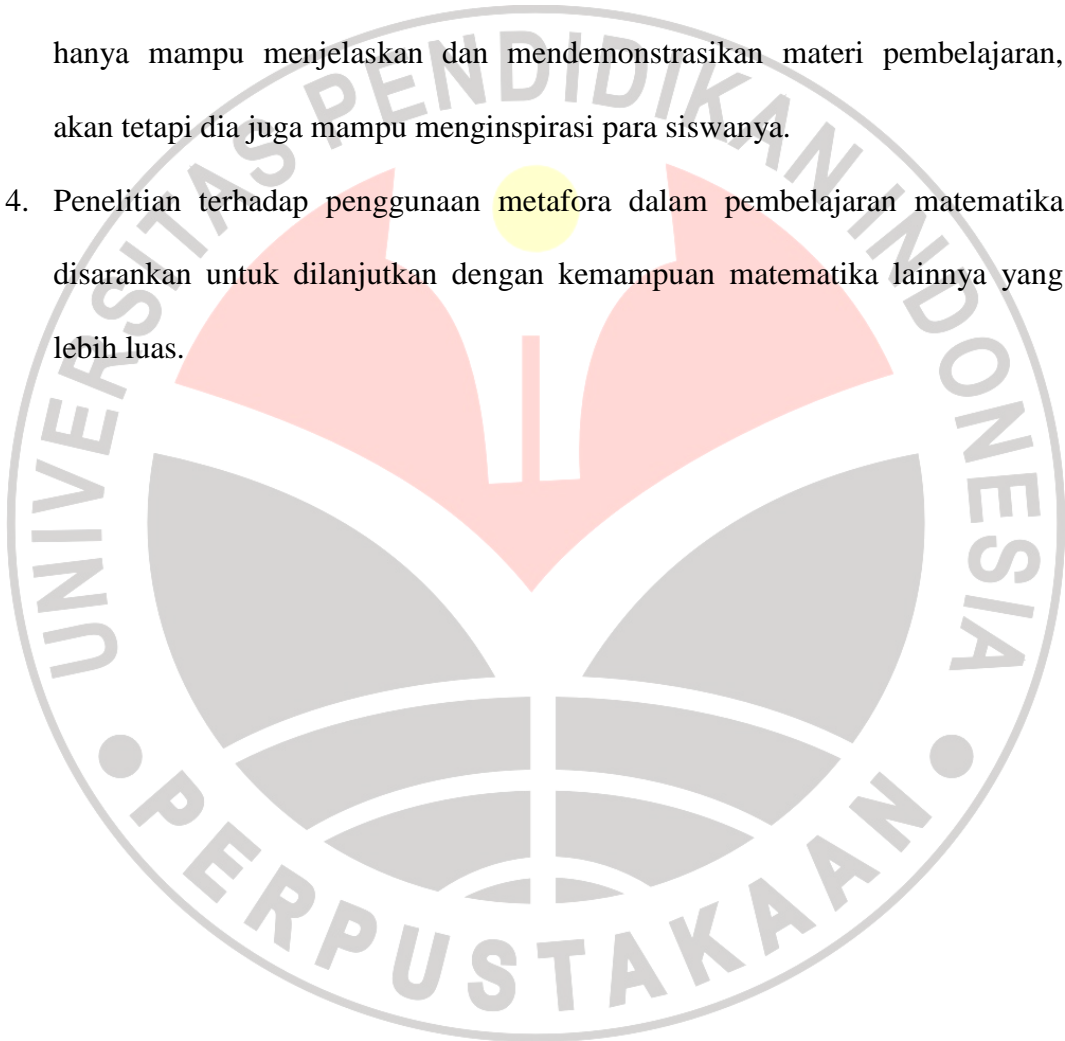 hanya mampu menjelaskan dan mendemonstrasikan materi pembelajaran,
akan tetapi dia juga mampu menginspirasi para siswanya.
4. Penelitian terhadap penggunaan metafora dalam pembelajaran matematika
disarankan untuk dilanjutkan dengan kemampuan matematika lainnya yang
lebih luas.
UNIVERSITAS PENDIDIKAN INDONESIA
PERPUSTAKAAN